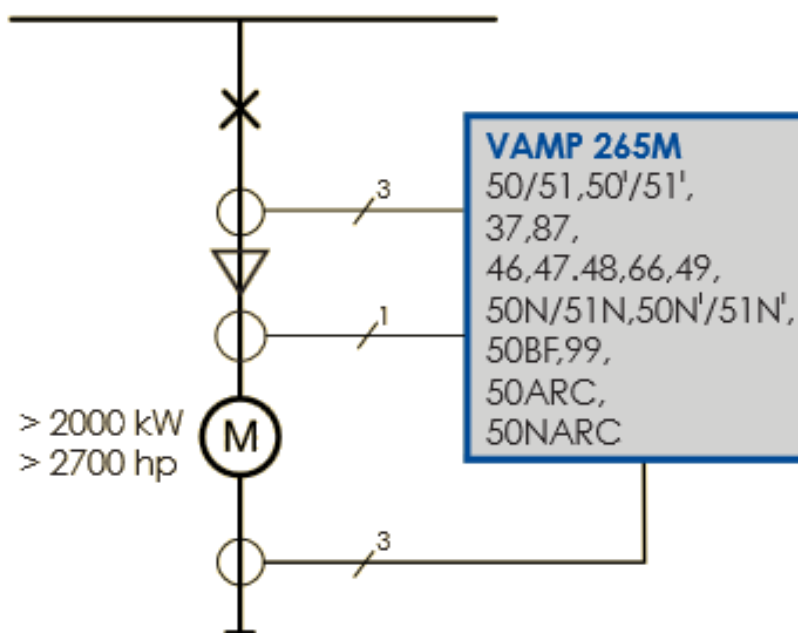 3
VAMP 265M
50/51,50'/51',
37,87,
46,47.48,66,49,
50N/51N,50N'/51N',
50BF,99,
50ARC,
50NARC
1
> 2000 kW
> 2700 hp
M
3